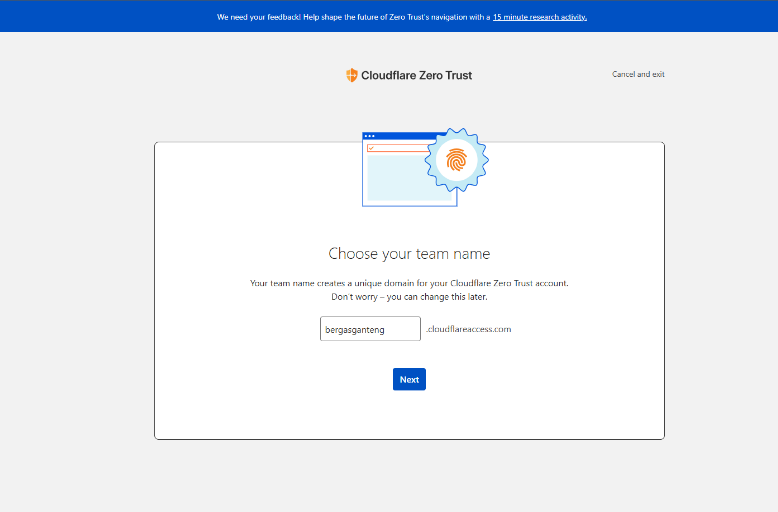 We need your feedback! Help shape the future of Zero Trust's navigation with a 15 minute research activity.
Cloudflare Zero Trust
Cancel and exit
Choose your team name
Your team name creates a unique domain for your Cloudflare Zero Trust account.
Don't worry – you can change this later.
bergasganteng .cloudflareaccess.com
Next